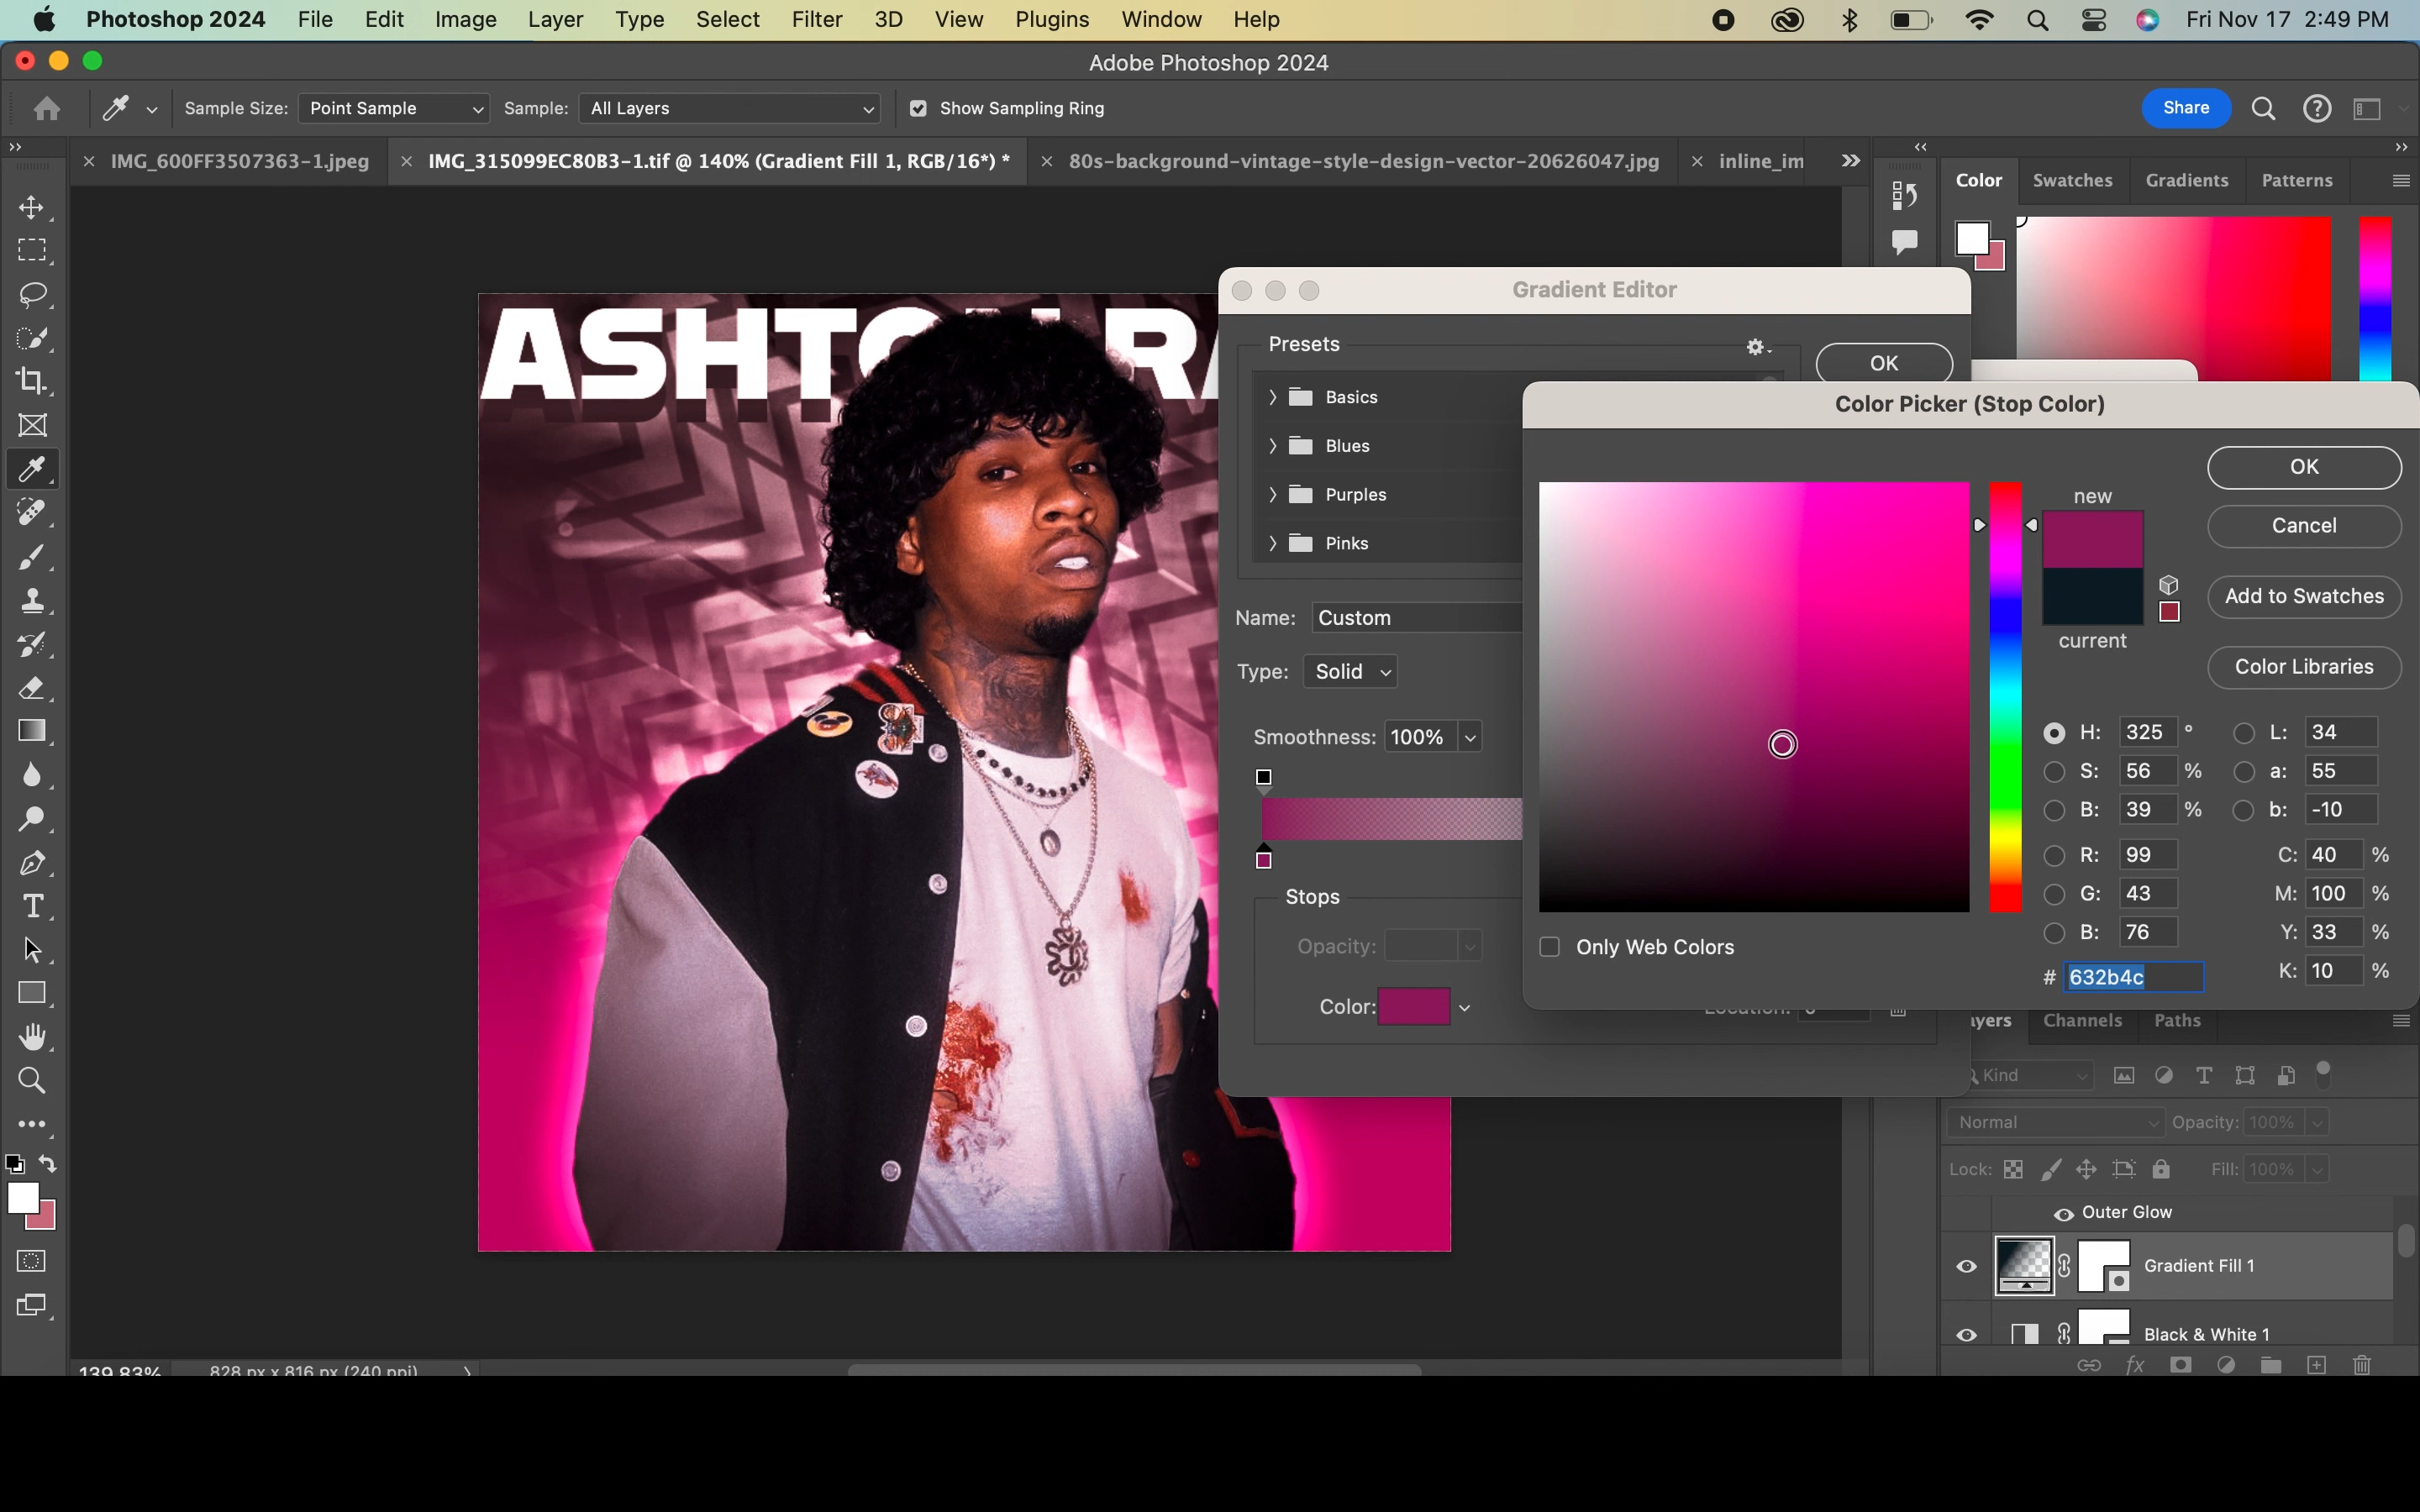 Photoshop 2024 File Edit Image Layer Type Select Filter 3D View Plugins Window Help Fri Nov 17 2:49 PM
Adobe Photoshop 2024
Sample Size: Point Sample Sample: All Layers Show Sampling Ring Share
IMG_600FF3507363-1.jpeg IMG_315099EC80B3-1.tif @ 140% (Gradient Fill 1, RGB/16*) * 80s-background-vintage-style-design-vector-20626047.jpg inline_im
Color Swatches Gradients Patterns
ASHTON RA
Gradient Editor
Presets
OK
Basics
Blues
Purples
Pinks
Name: Custom
Type: Solid
Smoothness: 100%
Stops
Opacity:
Color:
Location:
Color Picker (Stop Color)
OK
new
Cancel
Add to Swatches
current
Color Libraries
H: 325 ° L: 34
S: 56 % a: 55
B: 39 % b: -10
R: 99 C: 40 %
G: 43 M: 100 %
B: 76 Y: 33 %
# 632b4c K: 10 %
Only Web Colors
ayers Channels Paths
Kind
Normal Opacity: 100%
Lock: Fill: 100%
Outer Glow
Gradient Fill 1
Black & White 1
fx
139.83% 828 px x 816 px (240 ppi)